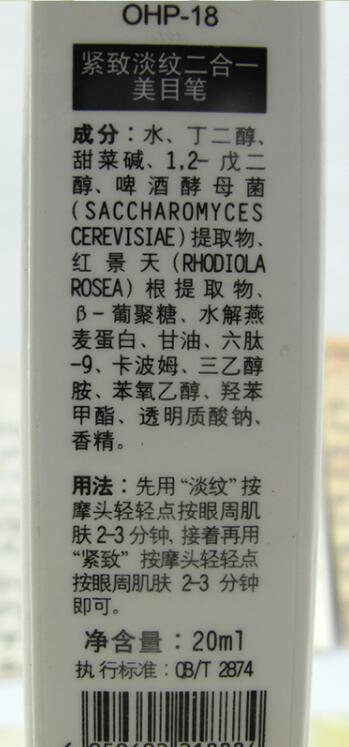 OHP-18
紧致淡纹二合一
美目笔
成分：水、丁二醇、
甜菜碱、1,2-戊二
醇、啤酒酵母菌
(SACCHAROMYCES
CEREVISIAE)提取物、
红景天(RHODIOLA
ROSEA)根提取物、
β-葡聚糖、水解燕
麦蛋白、甘油、六肽
-9、卡波姆、三乙醇
胺、苯氧乙醇、羟苯
甲酯、透明质酸钠、
香精。
用法：先用“淡纹”按
摩头轻轻点按眼周肌
肤2-3分钟,接着再用
“紧致”按摩头轻轻点
按眼周肌肤2-3分钟
即可。
净含量：20ml
执行标准：QB/T 2874